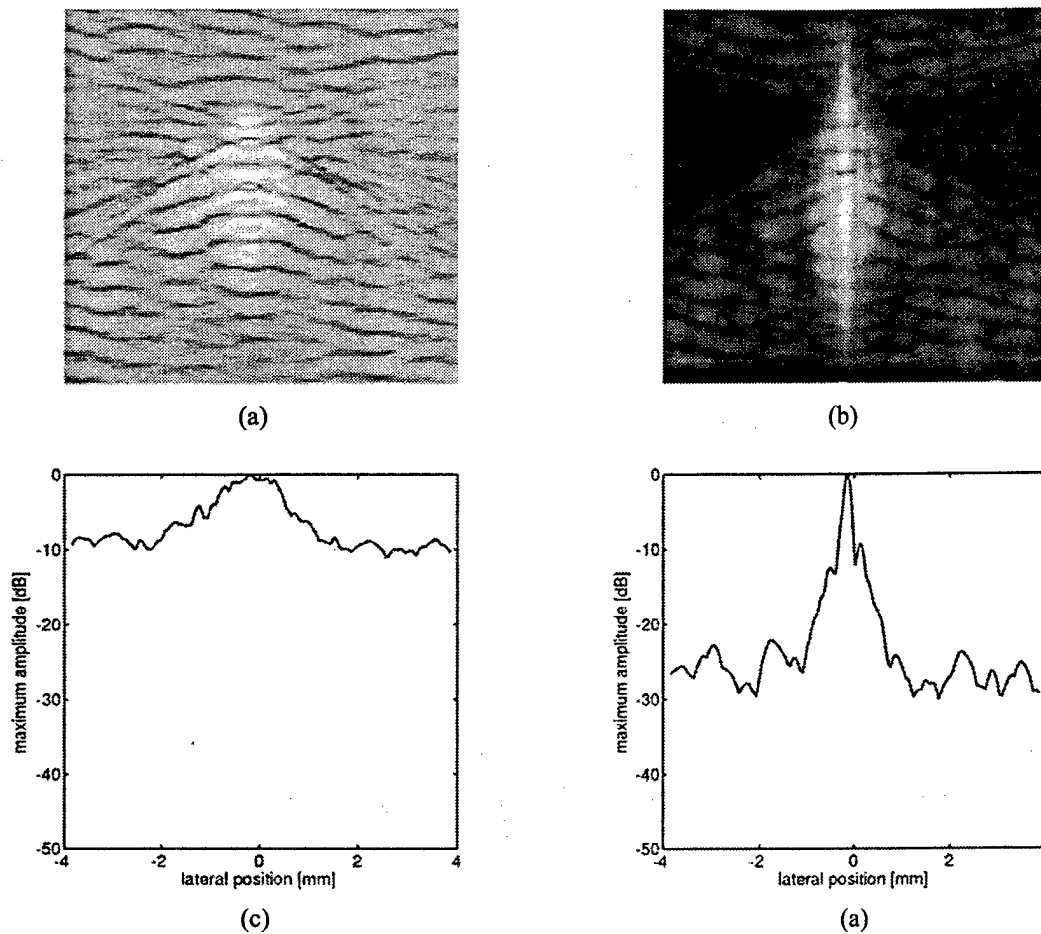 (a)
(b)
0
-10
-20
-30
-40
-50
maximum amplitude [dB]
-4
-2
0
2
4
lateral position [mm]
(c)
0
-10
-20
-30
-40
-50
maximum amplitude [dB]
-4
-2
0
2
lateral position [mm]
(a)